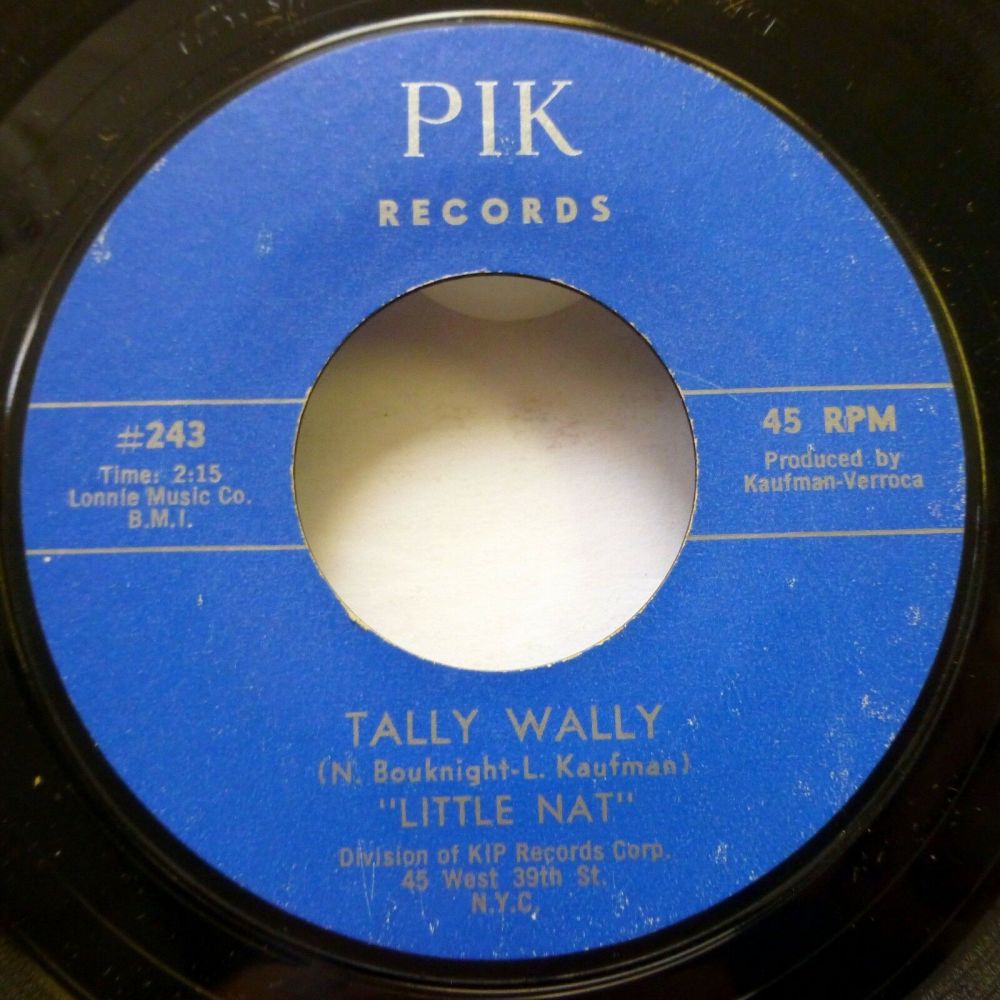 PIK
RECORDS
#243
Time: 2:15
Lonnie Music Co.
B.M.I.
45 RPM
Produced by
Kaufman-Verroca
TALLY WALLY
(N. Bouknight-L. Kaufman)
"LITTLE NAT"
Division of KIP Records Corp.
45 West 39th St.
N.Y.C.